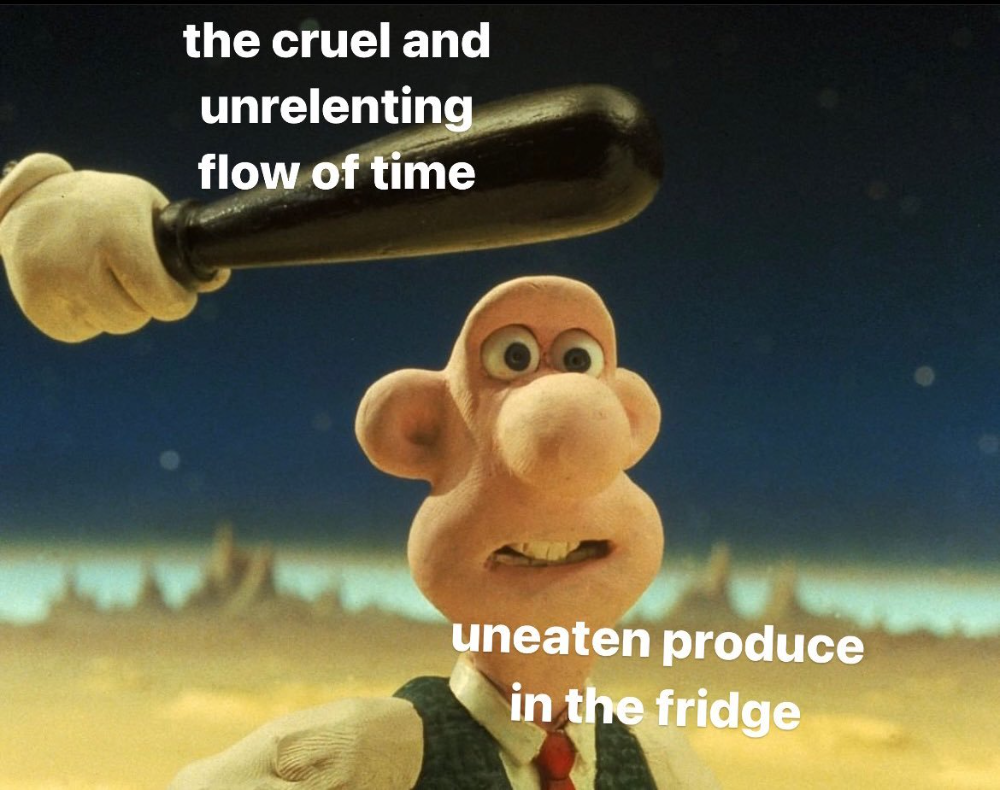 the cruel and
unrelenting
flow of time
uneaten produce
in the fridge